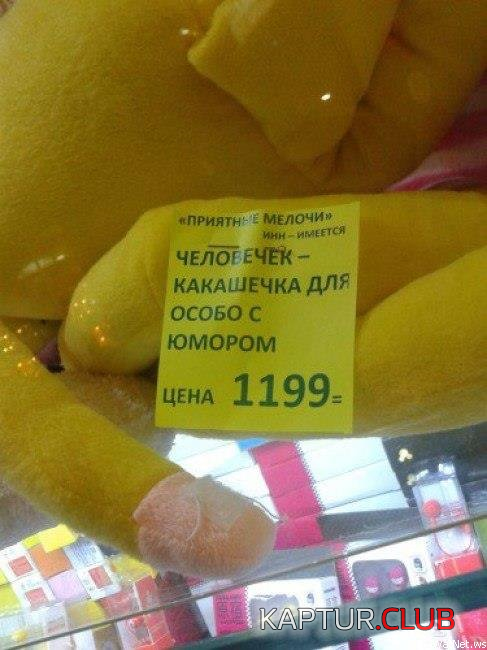 «ПРИЯТНЫЕ МЕЛОЧИ»
ИНН – ИМЕЕТСЯ
ЧЕЛОВЕЧЕК –
КАКАШЕЧКА ДЛЯ
ОСОБО С
ЮМОРОМ
ЦЕНА 1199=
KAPTUR.CLUB